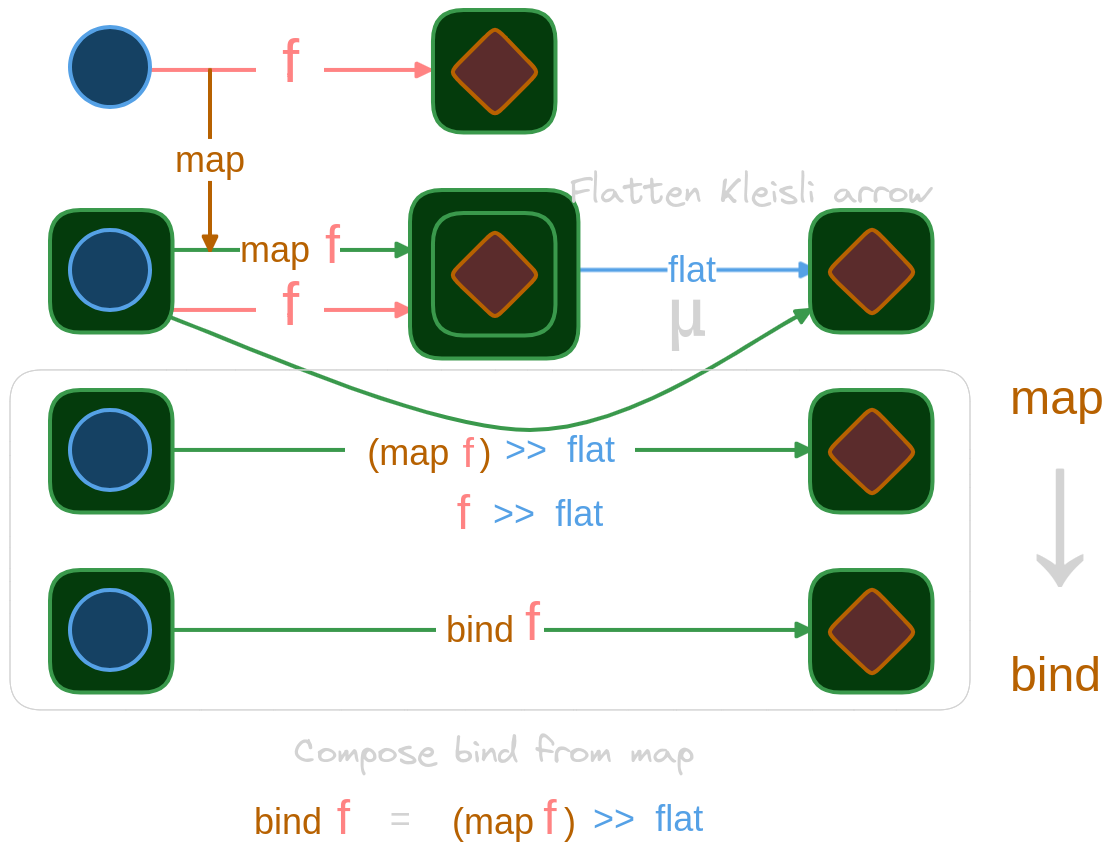 f
map
Flatten Kleisli arrow
map f
flat
f
µ
map
(map f) >> flat
f >> flat
bind f
bind
Compose bind from map
bind f = (map f) >> flat